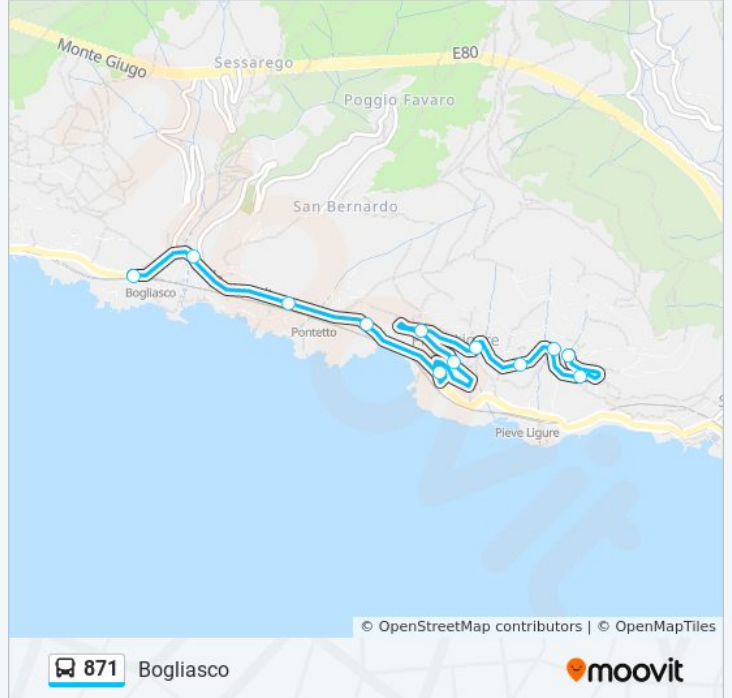 Monte Giugo
Sessarego
E80
Poggio Favaro
San Bernardo
Bogliasco
Pontetto
Pieve Ligure
© OpenStreetMap contributors | © OpenMapTiles
871 Bogliasco
moovit